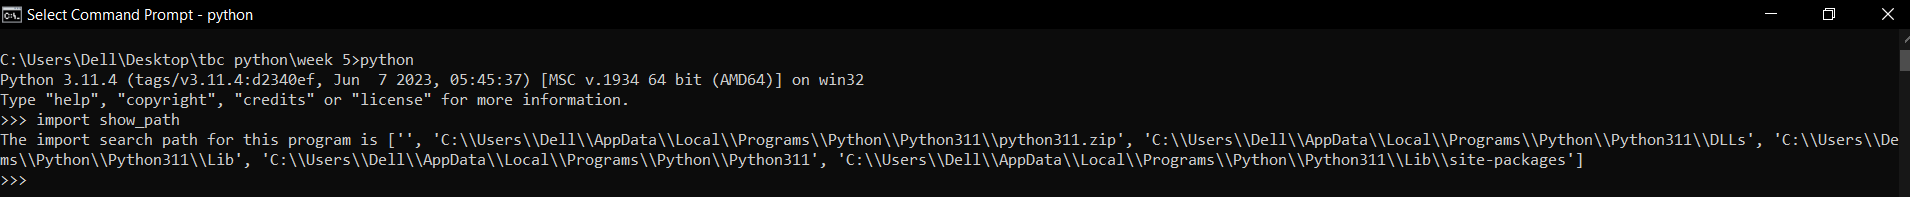 Select Command Prompt - python
C:\Users\Dell\Desktop\tbc python\week 5>python
Python 3.11.4 (tags/v3.11.4:d2340ef, Jun  7 2023, 05:45:37) [MSC v.1934 64 bit (AMD64)] on win32
Type "help", "copyright", "credits" or "license" for more information.
>>> import show_path
The import search path for this program is ['', 'C:\\Users\\Dell\\AppData\\Local\\Programs\\Python\\Python311\\python311.zip', 'C:\\Users\\Dell\\AppData\\Local\\Programs\\Python\\Python311\\DLLs', 'C:\\Users\\De
ms\\Python\\Python311\\Lib', 'C:\\Users\\Dell\\AppData\\Local\\Programs\\Python\\Python311', 'C:\\Users\\Dell\\AppData\\Local\\Programs\\Python\\Python311\\Lib\\site-packages']
>>>